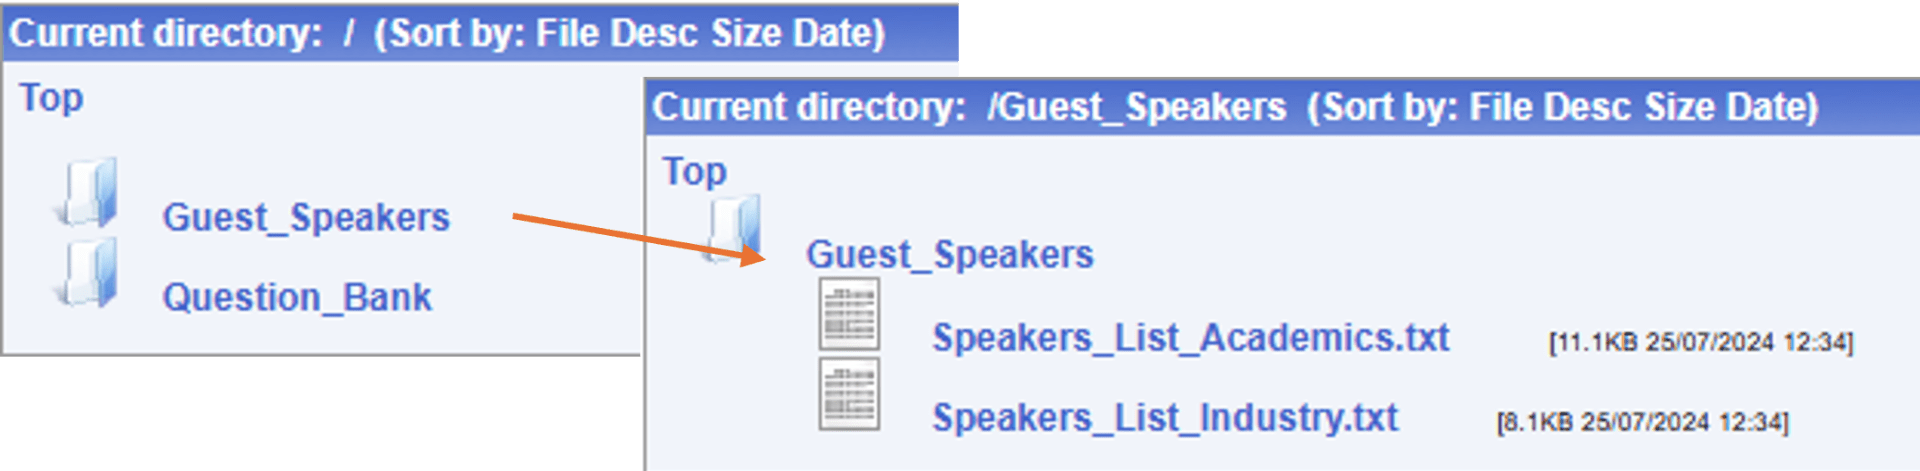 Current directory: / (Sort by: File Desc Size Date)
Top
Guest_Speakers
Question_Bank
Current directory: /Guest_Speakers (Sort by: File Desc Size Date)
Top
Guest_Speakers
Speakers_List_Academics.txt [11.1KB 25/07/2024 12:34]
Speakers_List_Industry.txt [8.1KB 25/07/2024 12:34]